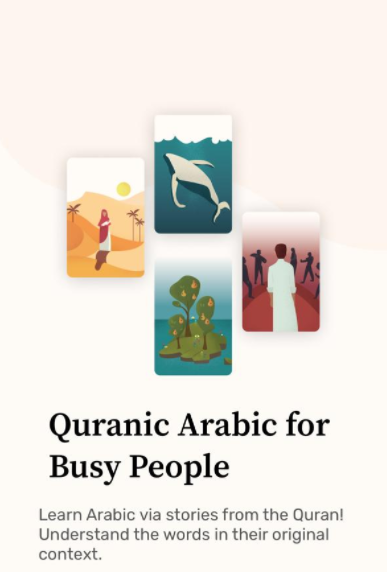 Quranic Arabic for
Busy People
Learn Arabic via stories from the Quran!
Understand the words in their original
context.